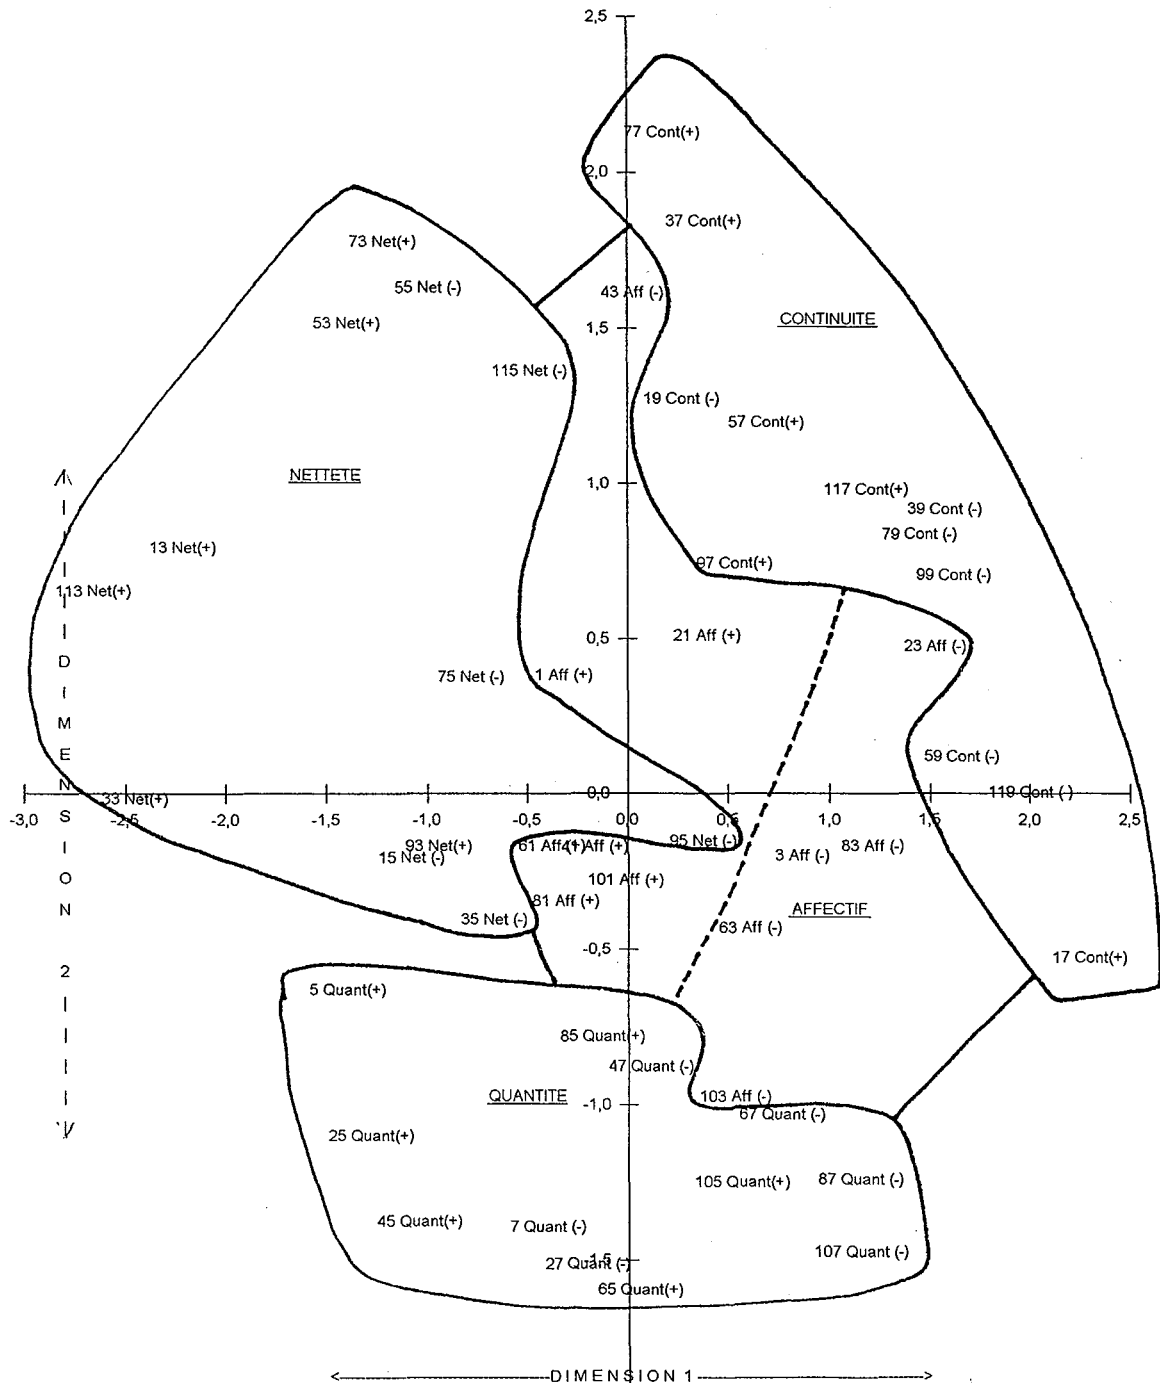 2,5
77 Cont(+)
2,0
37 Cont(+)
73 Net(+)
55 Net (-)
43 Aff (-)
53 Net(+)
1,5
CONTINUITE
115 Net (-)
19 Cont (-)
57 Cont(+)
NETTETE
1,0
117 Cont(+)
39 Cont (-)
79 Cont (-)
13 Net(+)
97 Cont(+)
99 Cont (-)
113 Net(+)
0,5
21 Aff (+)
23 Aff (-)
75 Net (-)
1 Aff (+)
59 Cont (-)
33 Net(+)
0,0
119 Cont (-)
-3,0 -2,5 -2,0 -1,5 -1,0 -0,5 0,0 0,5 1,0 1,5 2,0 2,5
93 Net(+)
61 Aff(+)
41 Aff (+)
95 Net (-)
83 Aff (-)
15 Net (-)
3 Aff (-)
101 Aff (+)
81 Aff (+)
AFFECTIF
35 Net (-)
63 Aff (-)
-0,5
17 Cont(+)
5 Quant(+)
85 Quant(+)
47 Quant (-)
QUANTITE
103 Aff (-)
-1,0
67 Quant (-)
25 Quant(+)
105 Quant(+)
87 Quant (-)
45 Quant(+)
7 Quant (-)
107 Quant (-)
27 Quant (-)
-1,5
65 Quant(+)
DIMENSION 2
DIMENSION 1